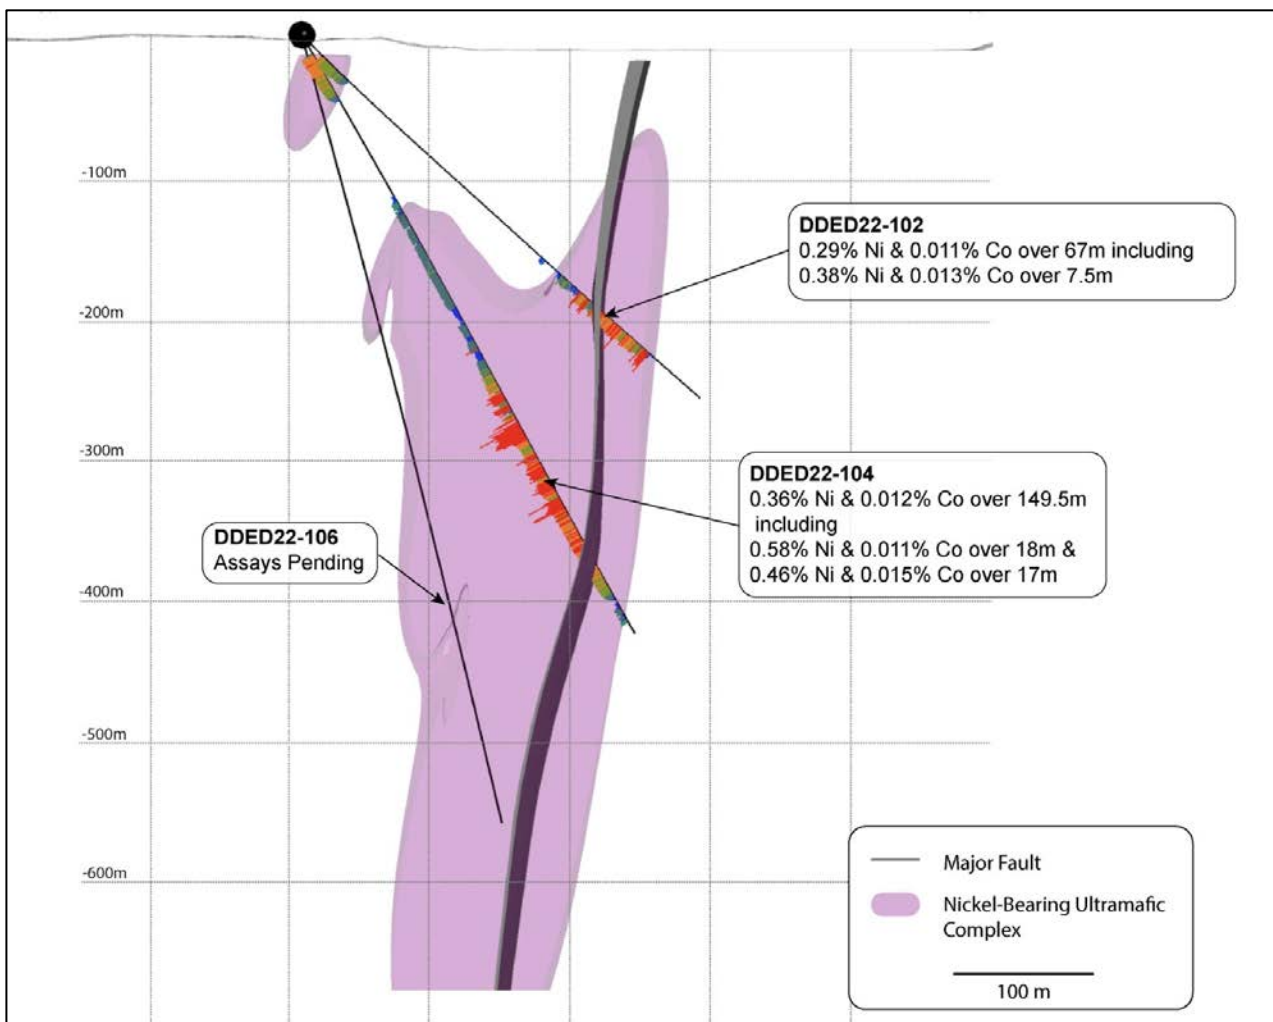 -100m
DDED22-102
0.29% Ni & 0.011% Co over 67m including
0.38% Ni & 0.013% Co over 7.5m
-200m
-300m
DDED22-104
0.36% Ni & 0.012% Co over 149.5m
including
0.58% Ni & 0.011% Co over 18m &
0.46% Ni & 0.015% Co over 17m
DDED22-106
Assays Pending
-400m
-500m
-600m
Major Fault
Nickel-Bearing Ultramafic
Complex
100 m